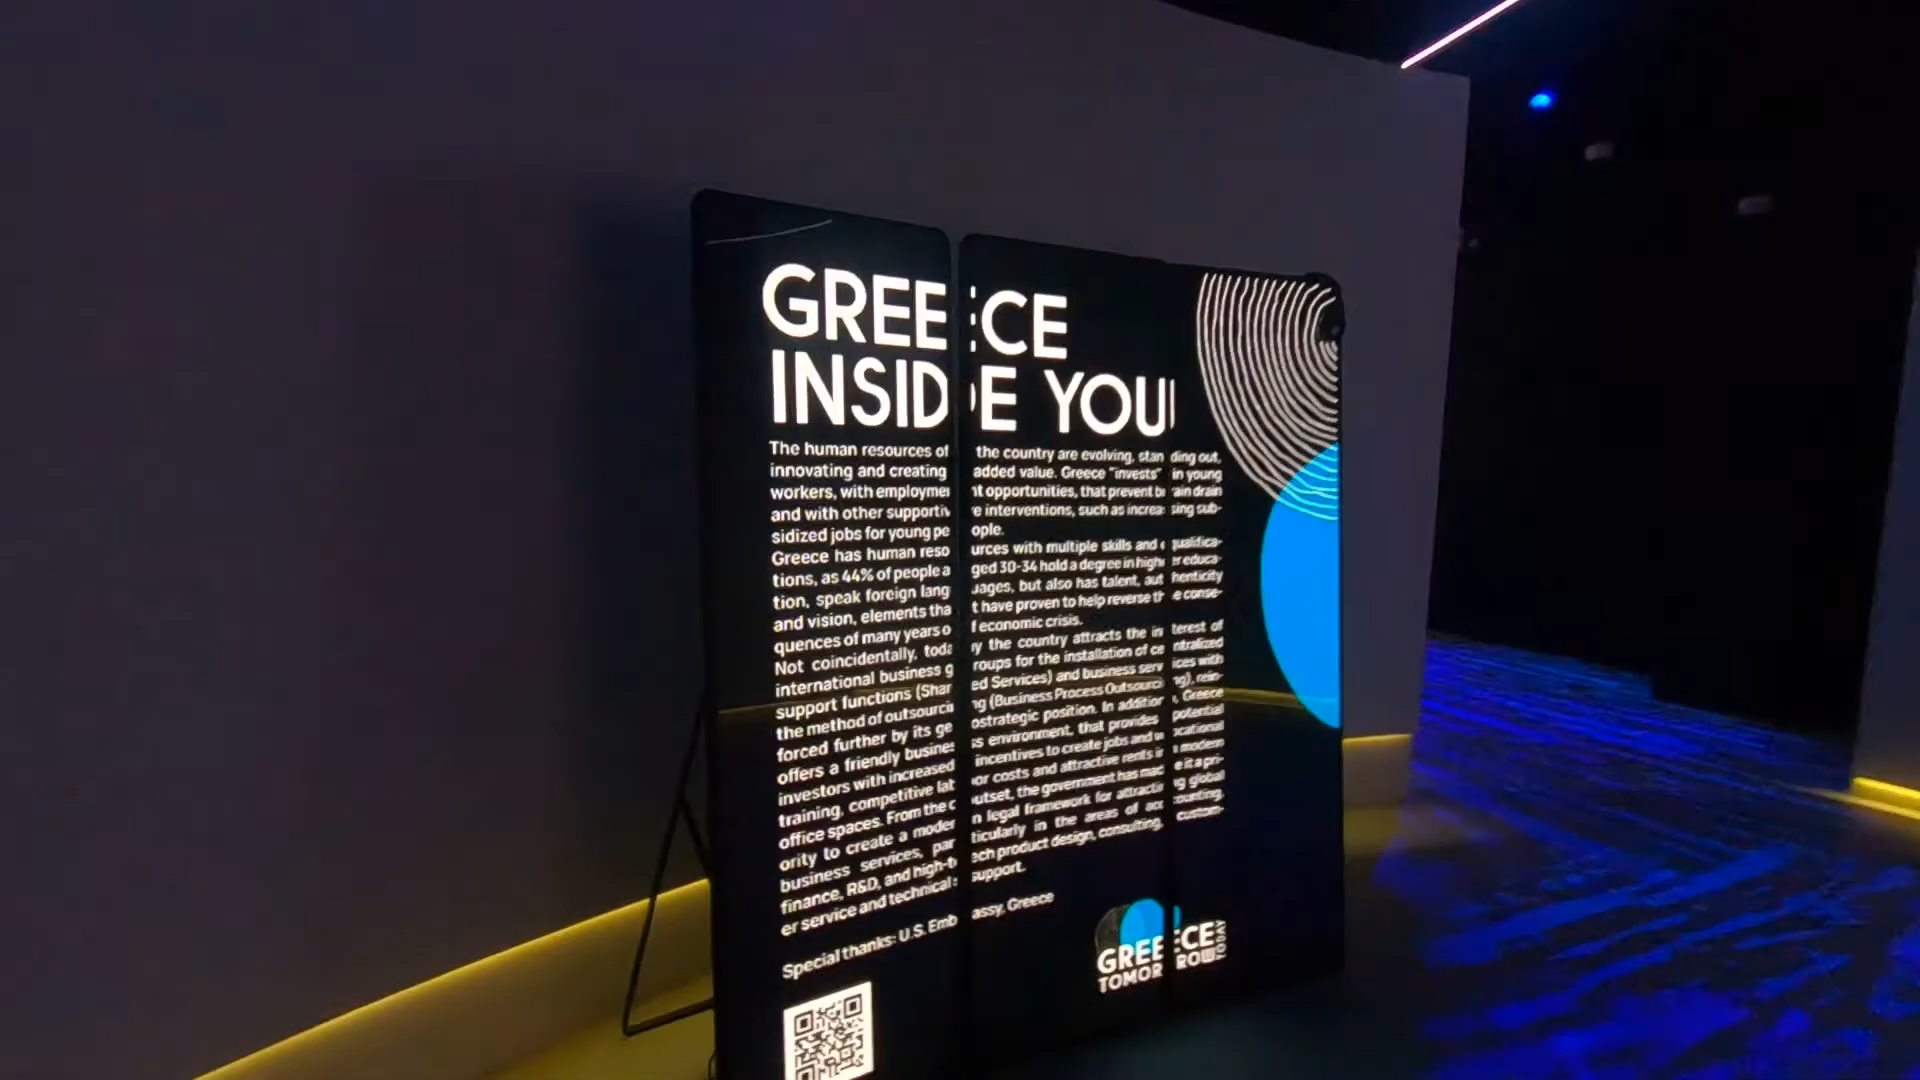 GREECE
INSIDE YOU
The human resources of the country are evolving, standing out,
innovating and creating added value. Greece "invests" in young
workers, with employment opportunities, that prevent brain drain
and with other supportive interventions, such as increasing sub-
sidized jobs for young people.
Greece has human resources with multiple skills and qualifica-
tions, as 44% of people aged 30-34 hold a degree in higher educa-
tion, speak foreign languages, but also has talent, authenticity
and vision, elements that have proven to help reverse the conse-
quences of many years of economic crisis.
Not coincidentally, today the country attracts the interest of
international business groups for the installation of centralized
support functions (Shared Services) and business services with
the method of outsourcing (Business Process Outsourcing), rein-
forced further by its geostrategic position. In addition, Greece
offers a friendly business environment, that provides potential
investors with increased incentives to create jobs and vocational
training, competitive labor costs and attractive rents in modern
office spaces. From the outset, the government has made it a pri-
ority to create a modern legal framework for attracting global
business services, particularly in the areas of accounting,
finance, R&D, and high-tech product design, consulting, custom-
er service and technical support.
Special thanks: U.S. Embassy, Greece
GREECE
TOMORROW
TODAY